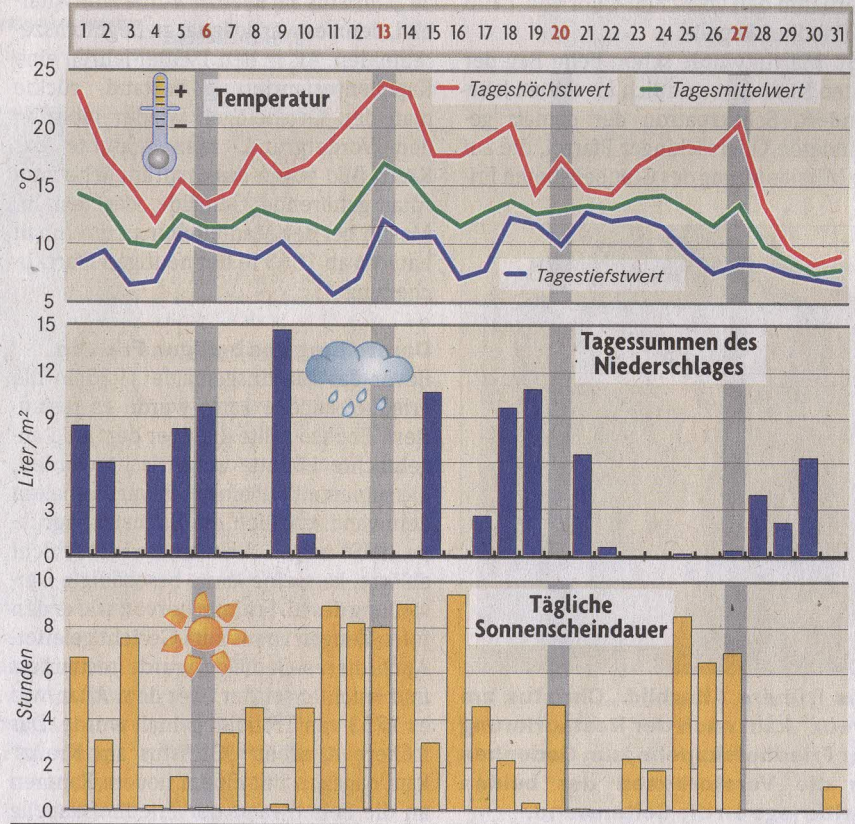 1 2 3 4 5 6 7 8 9 10 11 12 13 14 15 16 17 18 19 20 21 22 23 24 25 26 27 28 29 30 31
25
20
15
10
5
°C
+
−
Temperatur
Tageshöchstwert
Tagesmittelwert
Tagestiefstwert
15
12
9
6
3
0
Liter/m²
Tagessummen des
Niederschlages
10
8
6
4
2
0
Stunden
Tägliche
Sonnenscheindauer